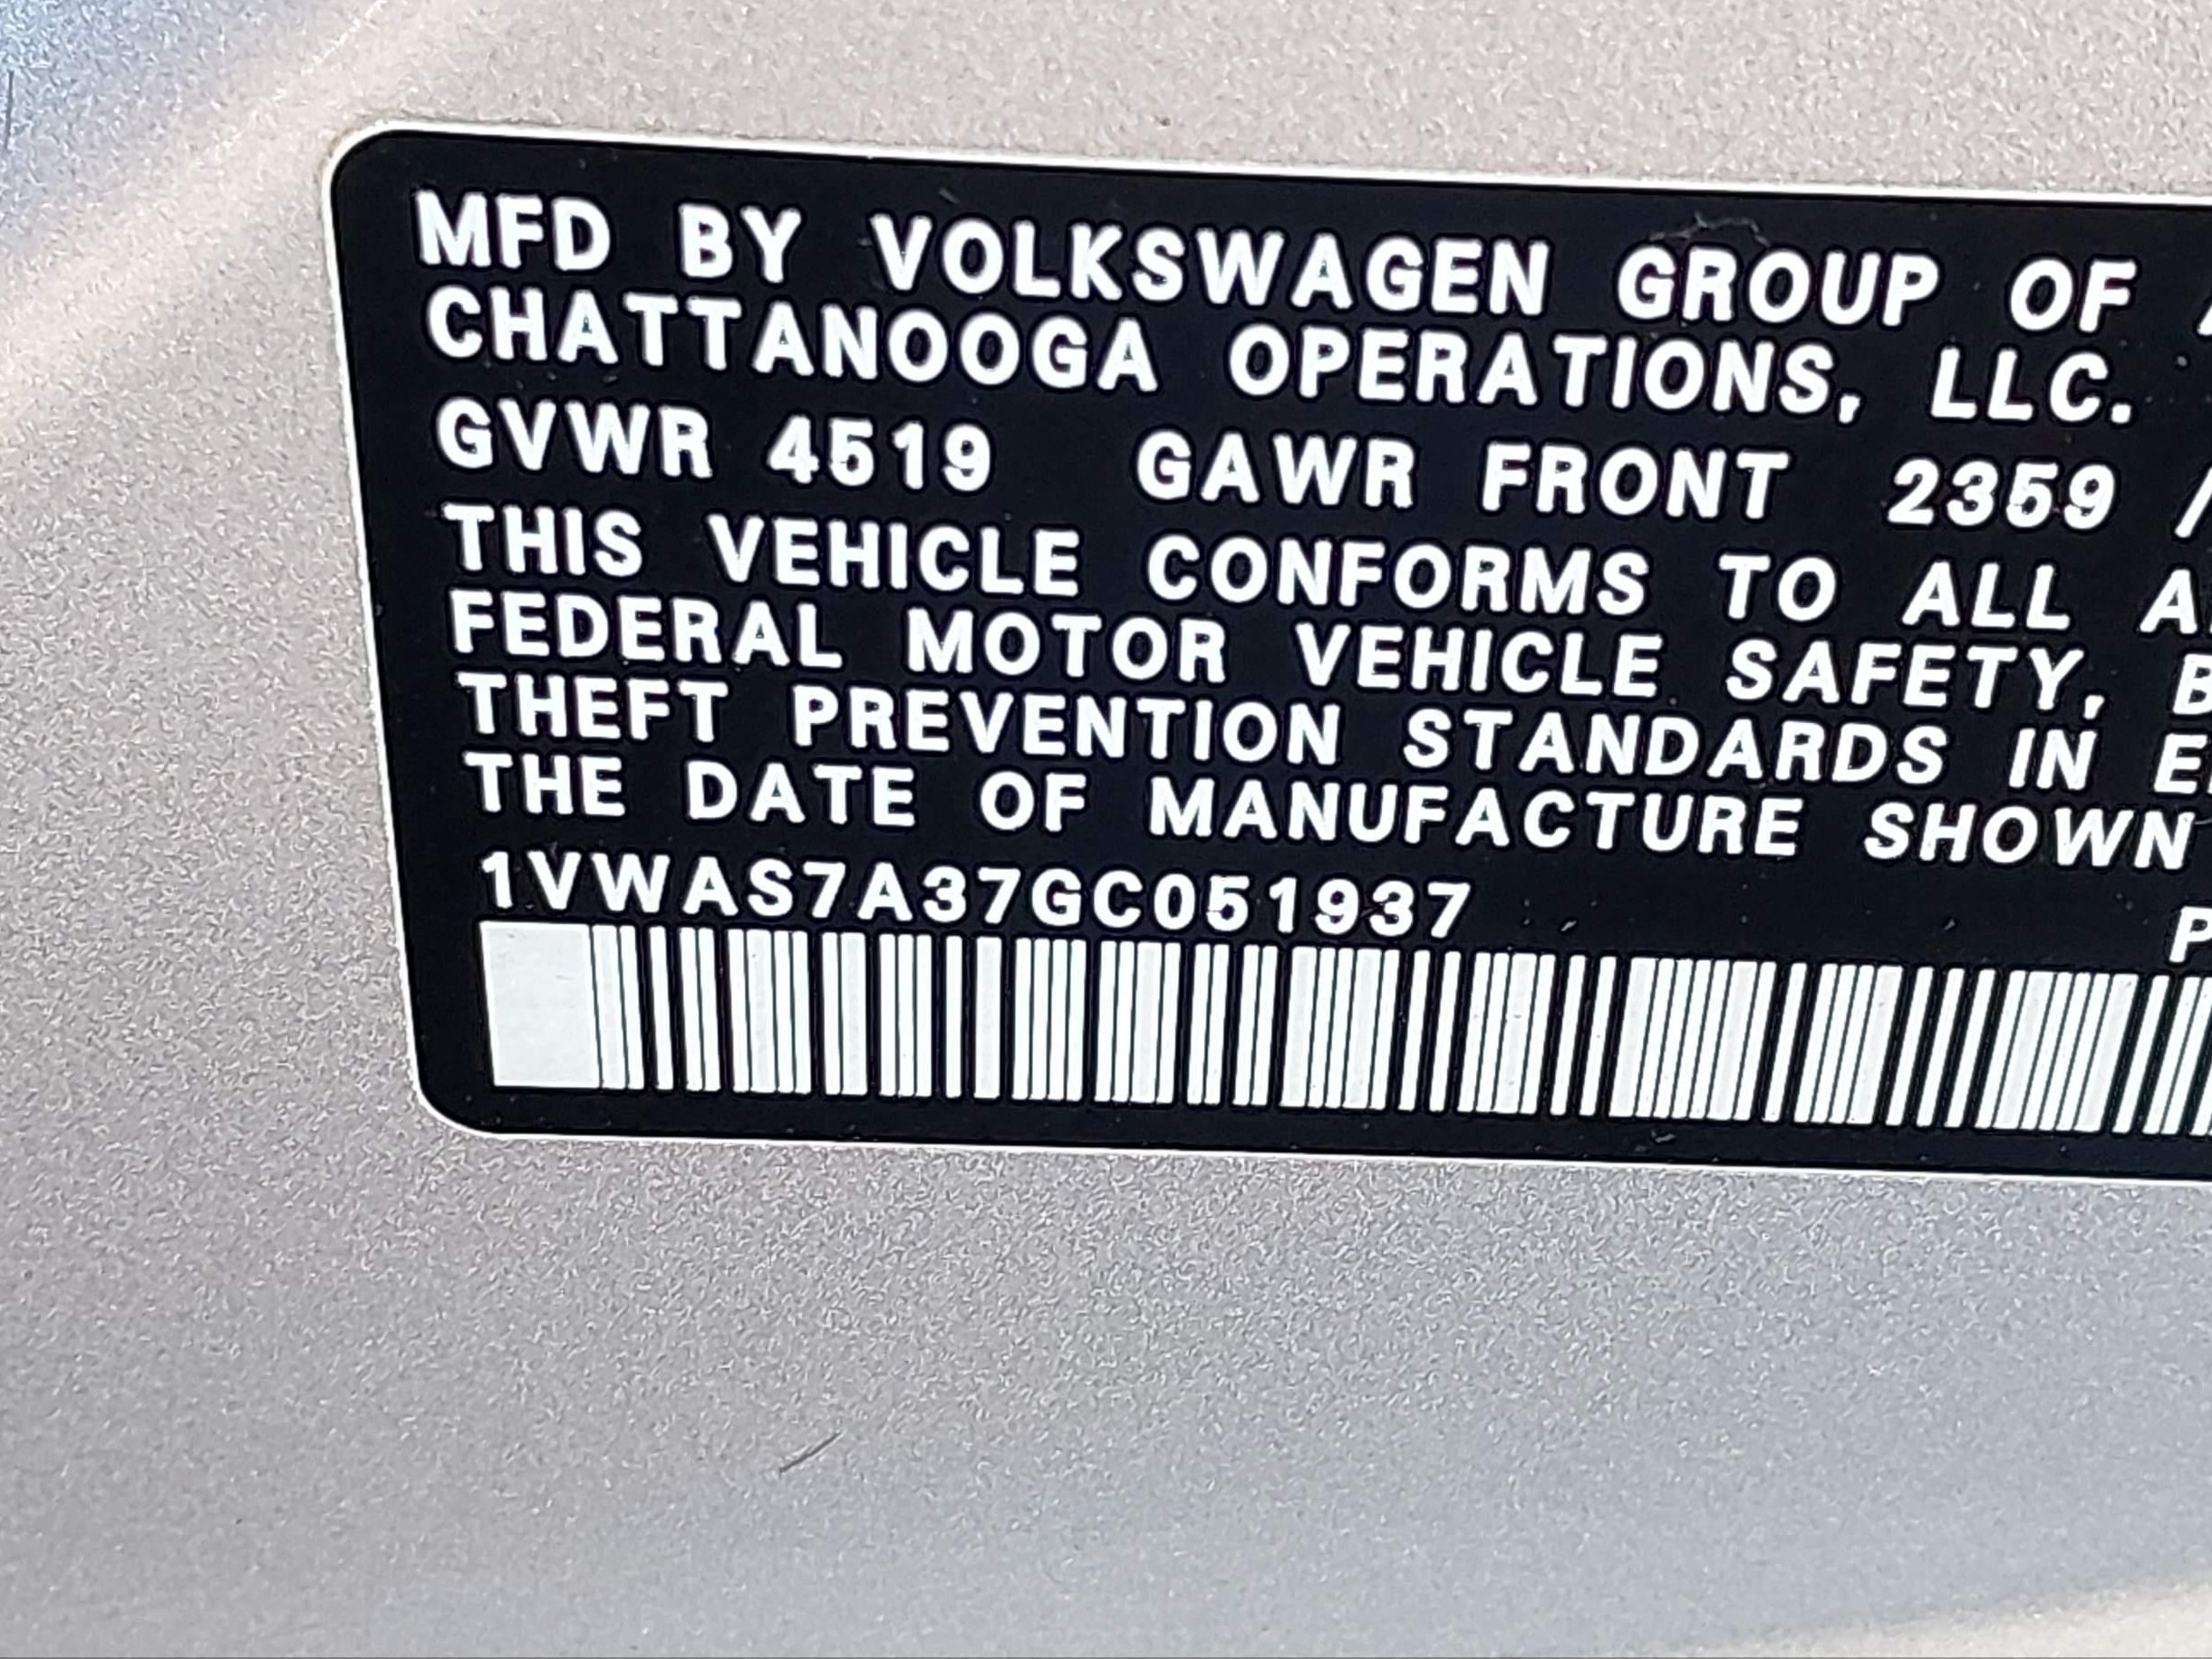 MFD BY VOLKSWAGEN GROUP OF
CHATTANOOGA OPERATIONS, LLC.
GVWR 4519 GAWR FRONT 2359 /
THIS VEHICLE CONFORMS TO ALL A
FEDERAL MOTOR VEHICLE SAFETY, B
THEFT PREVENTION STANDARDS IN E
THE DATE OF MANUFACTURE SHOWN
1VWAS7A37GC051937 P